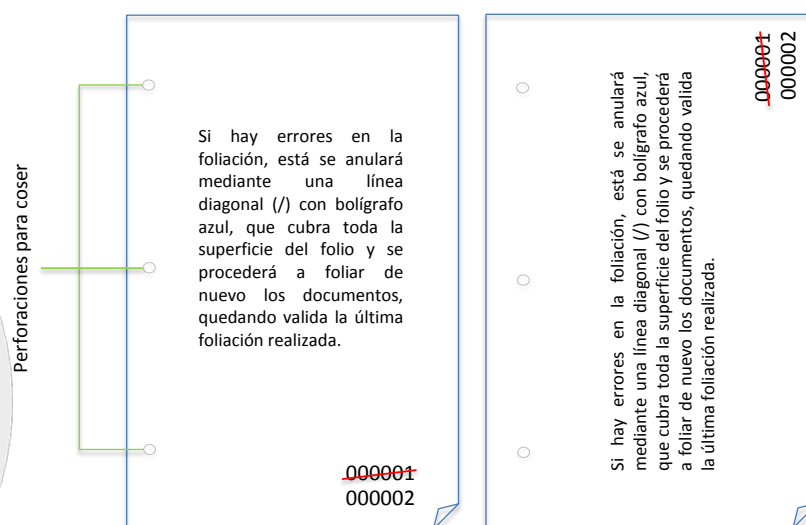 Perforaciones para coser
Si hay errores en la
foliación, está se anulará
mediante una línea
diagonal (/) con bolígrafo
azul, que cubra toda la
superficie del folio y se
procederá a foliar de
nuevo los documentos,
quedando valida la última
foliación realizada.
000001
000002
Si hay errores en la foliación, está se anulará
mediante una línea diagonal (/) con bolígrafo azul,
que cubra toda la superficie del folio y se procederá
a foliar de nuevo los documentos, quedando valida
la última foliación realizada.
000001
000002